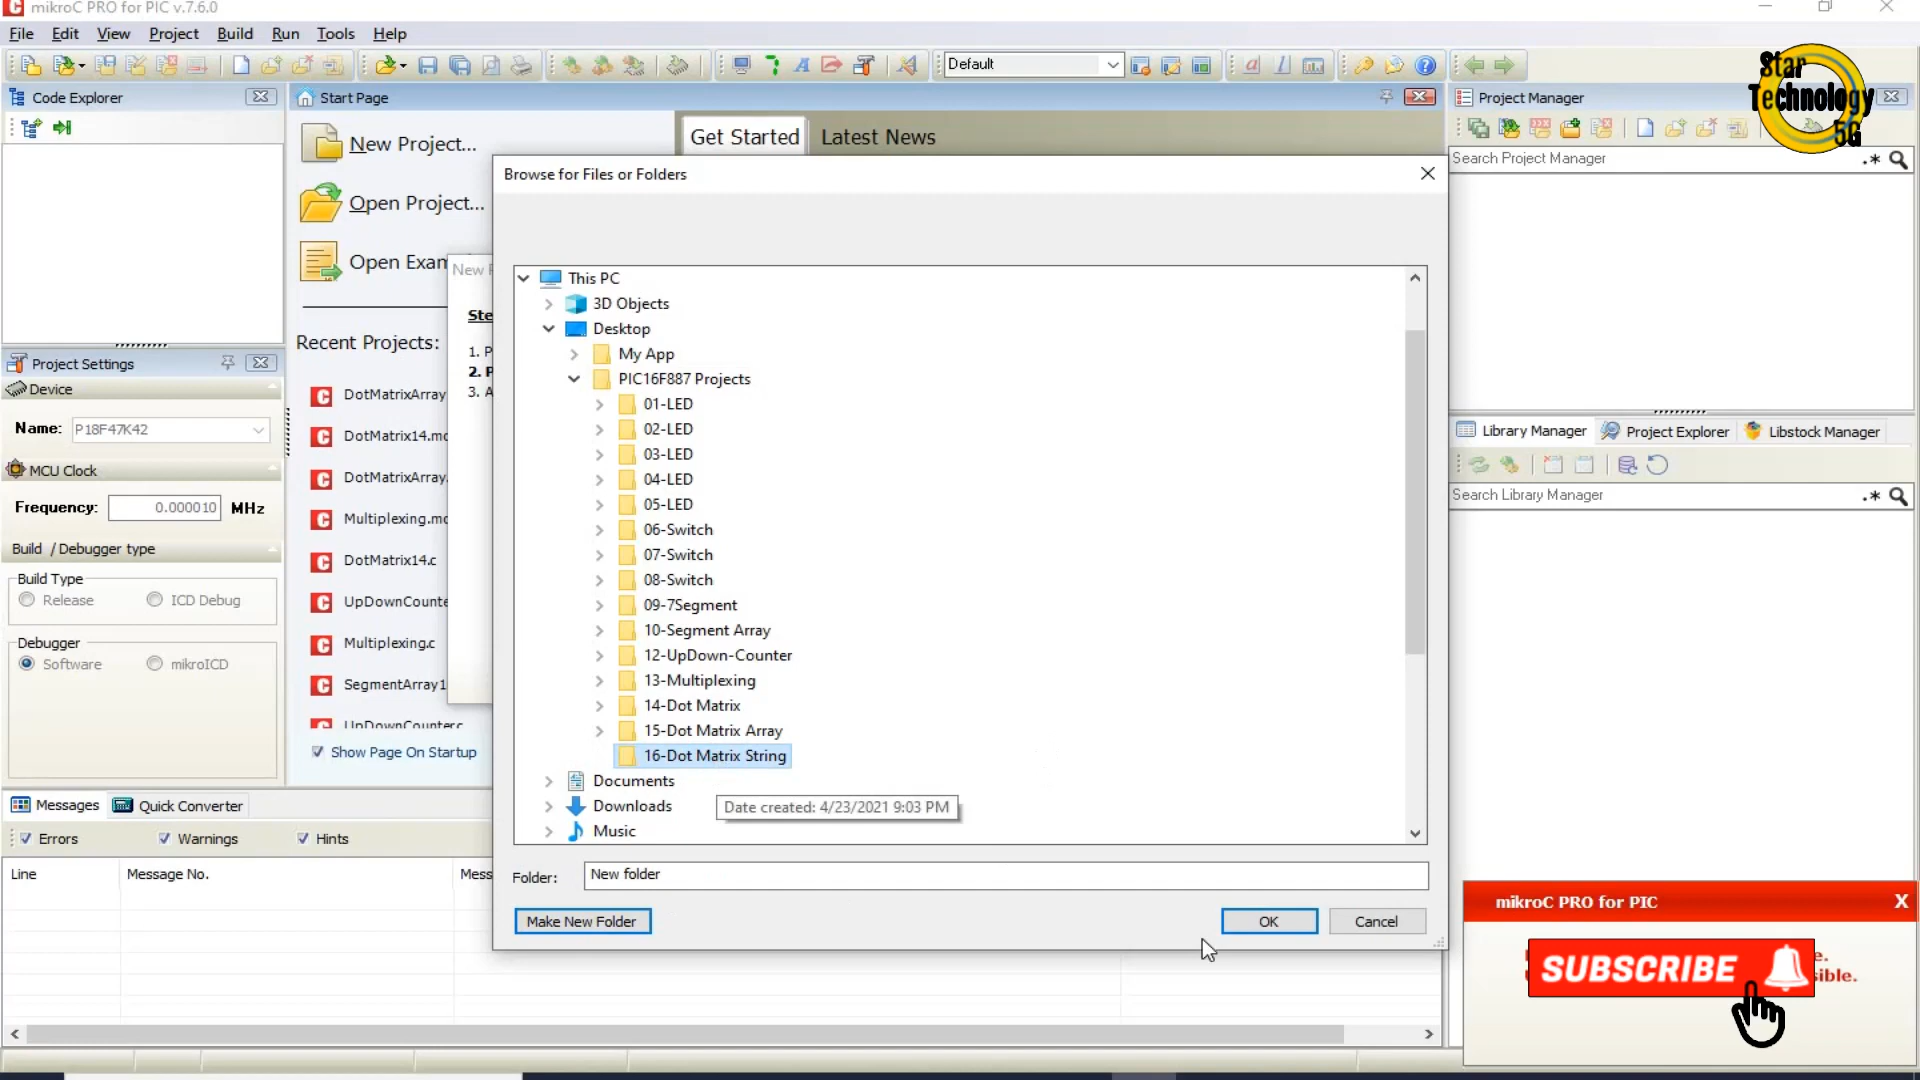 mikroC PRO for PIC v.7.6.0
File Edit View Project Build Run Tools Help
Default
Star
Technology
5G
Code Explorer
Start Page
Project Manager
New Project...
Get Started
Latest News
Search Project Manager
.*
Browse for Files or Folders
Open Project...
Open Exam
New
Ste
1. P
2. P
3. A
This PC
3D Objects
Desktop
My App
PIC16F887 Projects
01-LED
02-LED
03-LED
04-LED
05-LED
06-Switch
07-Switch
08-Switch
09-7Segment
10-Segment Array
12-UpDown-Counter
13-Multiplexing
14-Dot Matrix
15-Dot Matrix Array
16-Dot Matrix String
Documents
Downloads
Date created: 4/23/2021 9:03 PM
Music
Folder: New folder
Make New Folder
OK
Cancel
Recent Projects:
DotMatrixArray
DotMatrix14.mc
DotMatrixArray.
Multiplexing.mc
DotMatrix14.c
UpDownCounte
Multiplexing.c
SegmentArray1
UpDownCounter.c
Show Page On Startup
Project Settings
Device
Name: P18F47K42
MCU Clock
Frequency: 0.000010 MHz
Build / Debugger type
Build Type
Release
ICD Debug
Debugger
Software
mikroICD
Library Manager
Project Explorer
Libstock Manager
Search Library Manager
.*
Messages
Quick Converter
Errors
Warnings
Hints
Line
Message No.
Mess
mikroC PRO for PIC
X
SUBSCRIBE
e.
ible.